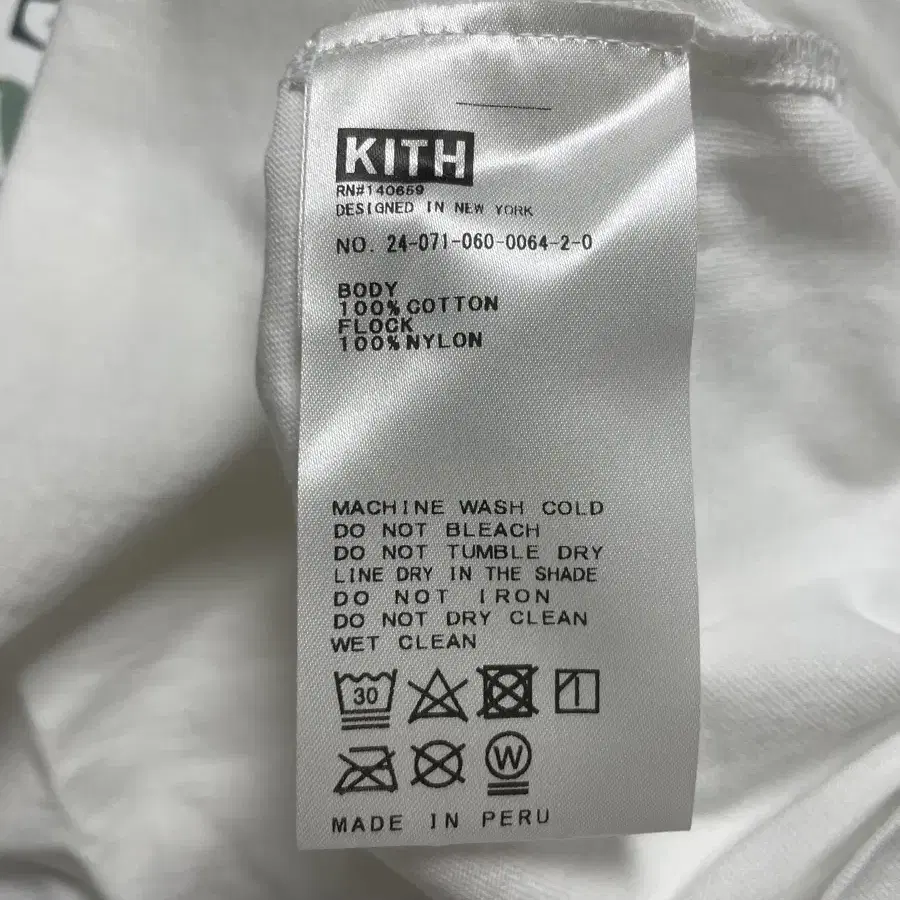 KITH
RN#140659
DESIGNED IN NEW YORK
NO. 24-071-060-0064-2-0
BODY
100%COTTON
FLOCK
100%NYLON
MACHINE WASH COLD
DO NOT BLEACH
DO NOT TUMBLE DRY
LINE DRY IN THE SHADE
DO NOT IRON
DO NOT DRY CLEAN
WET CLEAN
30
W
MADE IN PERU